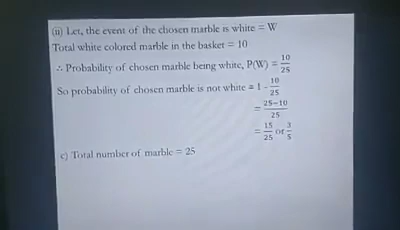 (ii) Let, the event of the chosen marble is white = W
Total white colored marble in the basket = 10
∴ Probability of chosen marble being white, P(W) = 10/25
So probability of chosen marble is not white = 1 - 10/25
= 25-10/25
= 15/25 or 3/5
c) Total number of marble = 25